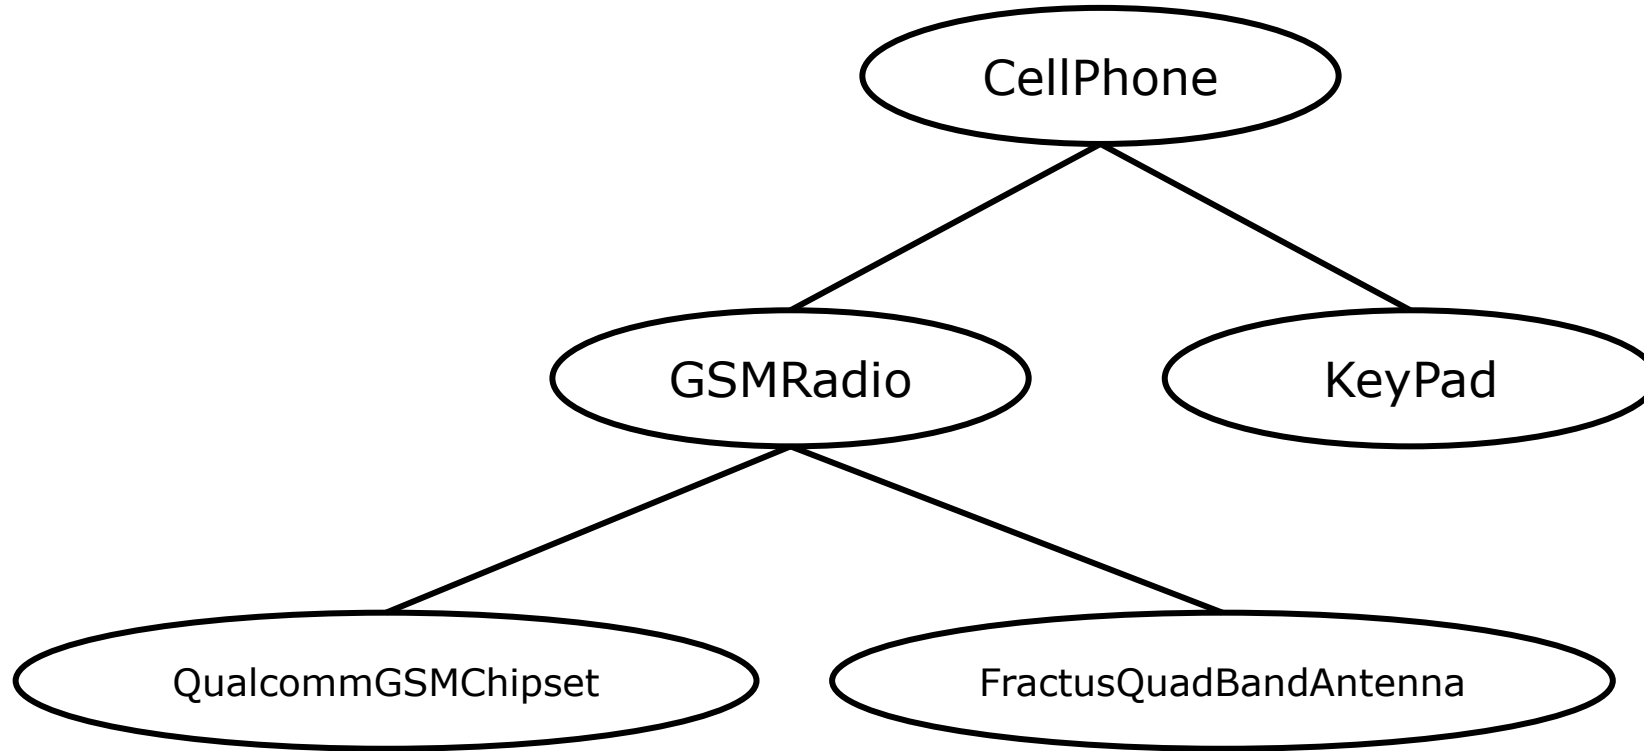 CellPhone
GSMRadio
KeyPad
QualcommGSMChipset
FractusQuadBandAntenna